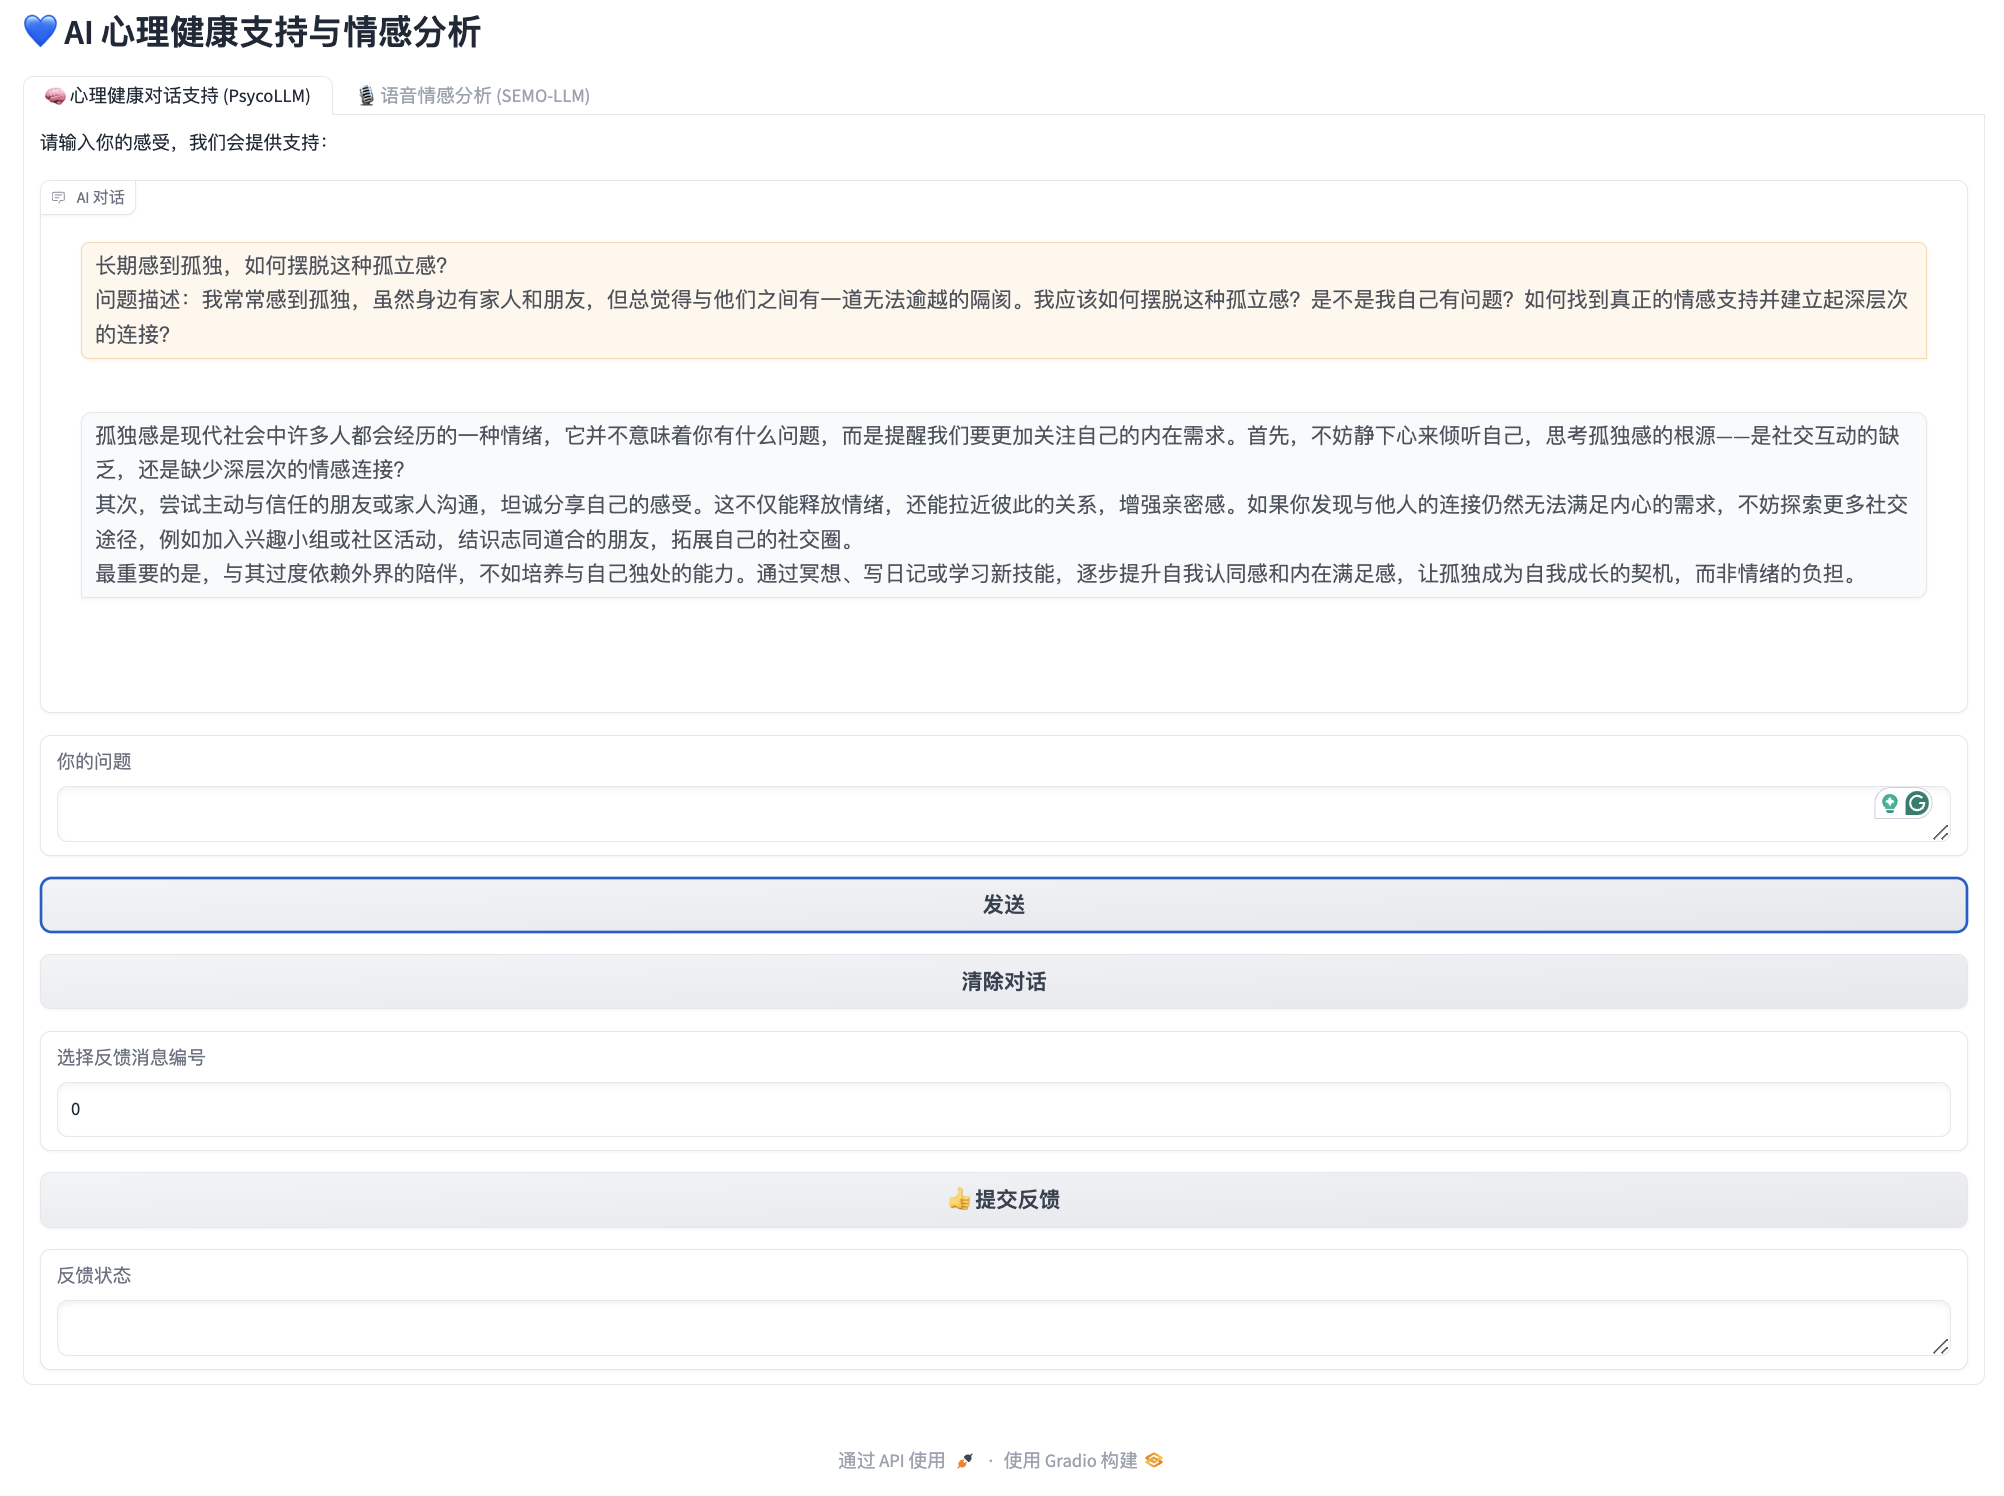 💙 AI 心理健康支持与情感分析
🧠 心理健康对话支持 (PsycoLLM)
🎙️ 语音情感分析 (SEMO-LLM)
请输入你的感受，我们会提供支持：
AI 对话
长期感到孤独，如何摆脱这种孤立感？
问题描述：我常常感到孤独，虽然身边有家人和朋友，但总觉得与他们之间有一道无法逾越的隔阂。我应该如何摆脱这种孤立感？是不是我自己有问题？如何找到真正的情感支持并建立起深层次
的连接？
孤独感是现代社会中许多人都会经历的一种情绪，它并不意味着你有什么问题，而是提醒我们要更加关注自己的内在需求。首先，不妨静下心来倾听自己，思考孤独感的根源——是社交互动的缺
乏，还是缺少深层次的情感连接？
其次，尝试主动与信任的朋友或家人沟通，坦诚分享自己的感受。这不仅能释放情绪，还能拉近彼此的关系，增强亲密感。如果你发现与他人的连接仍然无法满足内心的需求，不妨探索更多社交
途径，例如加入兴趣小组或社区活动，结识志同道合的朋友，拓展自己的社交圈。
最重要的是，与其过度依赖外界的陪伴，不如培养与自己独处的能力。通过冥想、写日记或学习新技能，逐步提升自我认同感和内在满足感，让孤独成为自我成长的契机，而非情绪的负担。
你的问题
发送
清除对话
选择反馈消息编号
0
👍 提交反馈
反馈状态
通过 API 使用 · 使用 Gradio 构建